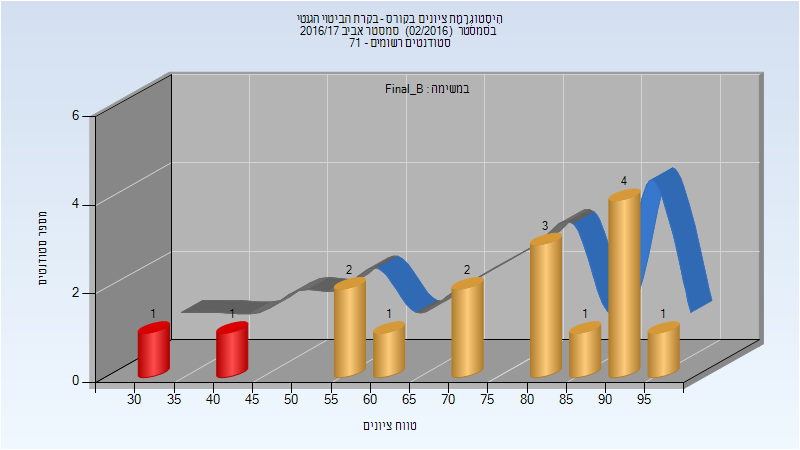 היסטוגרמת ציונים בקורס - בקרת הביטוי הגנטי
בסמסטר (02/2016) סמסטר אביב 2016/17
סטודנטים רשומים - 71
במשימה : Final_B
מספר סטודנטים
6
4
2
0
1
1
2
1
2
3
1
4
1
30 35 40 45 50 55 60 65 70 75 80 85 90 95
טווח ציונים